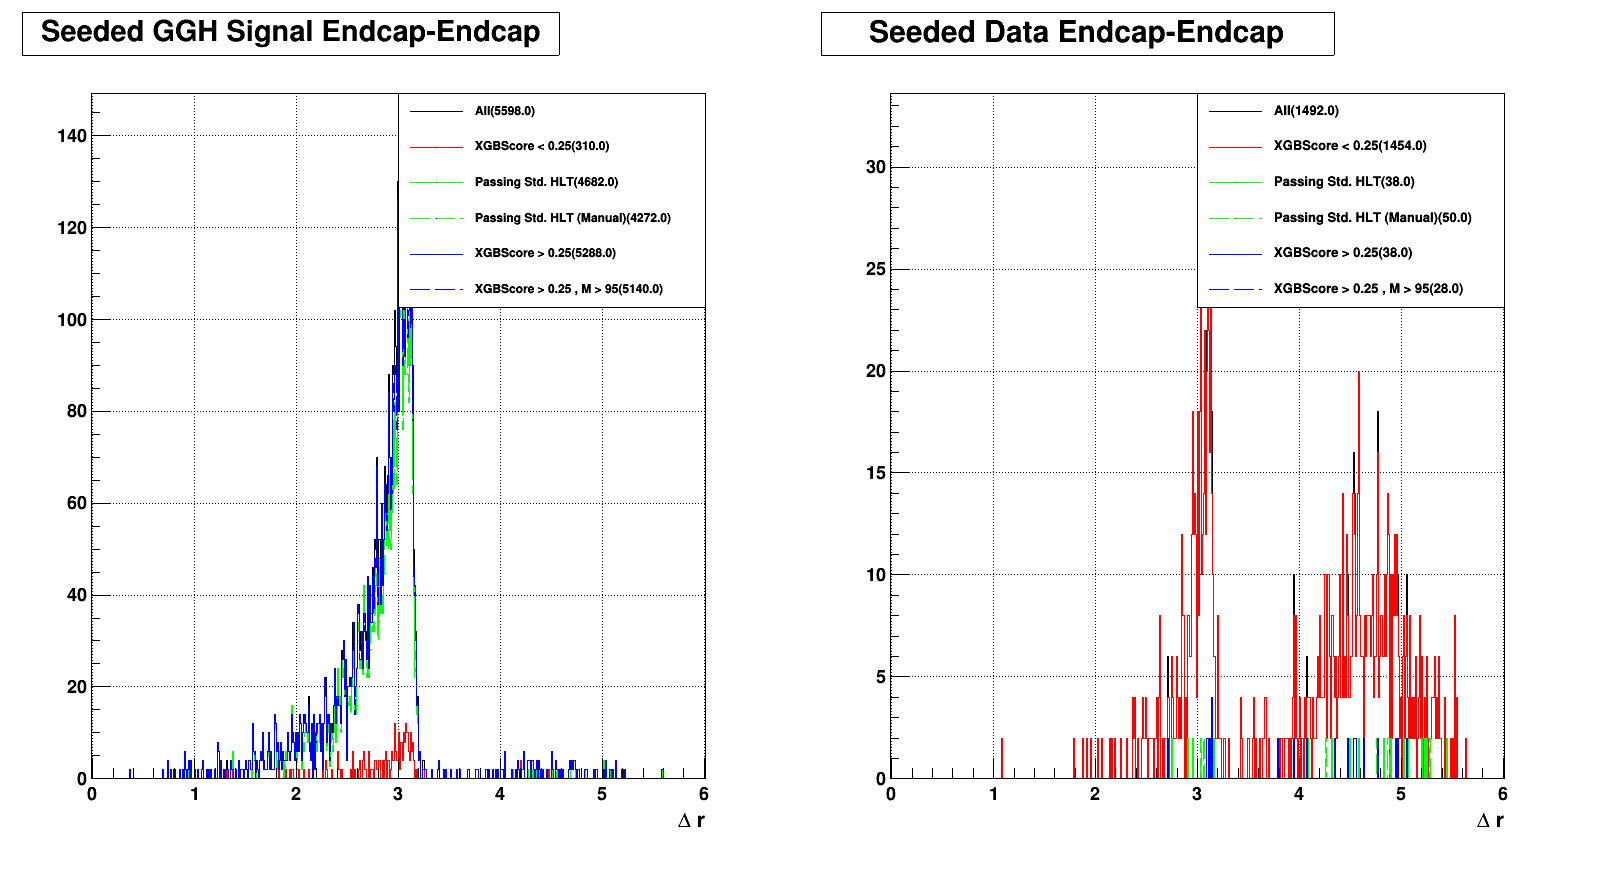 Seeded GGH Signal Endcap-Endcap
All(5598.0)
XGBScore < 0.25(310.0)
Passing Std. HLT(4682.0)
Passing Std. HLT (Manual)(4272.0)
XGBScore > 0.25(5288.0)
XGBScore > 0.25 , M > 95(5140.0)
140
120
100
80
60
40
20
0
0 1 2 3 4 5 6
Δ r
Seeded Data Endcap-Endcap
All(1492.0)
XGBScore < 0.25(1454.0)
Passing Std. HLT(38.0)
Passing Std. HLT (Manual)(50.0)
XGBScore > 0.25(38.0)
XGBScore > 0.25 , M > 95(28.0)
30
25
20
15
10
5
0
0 1 2 3 4 5 6
Δ r